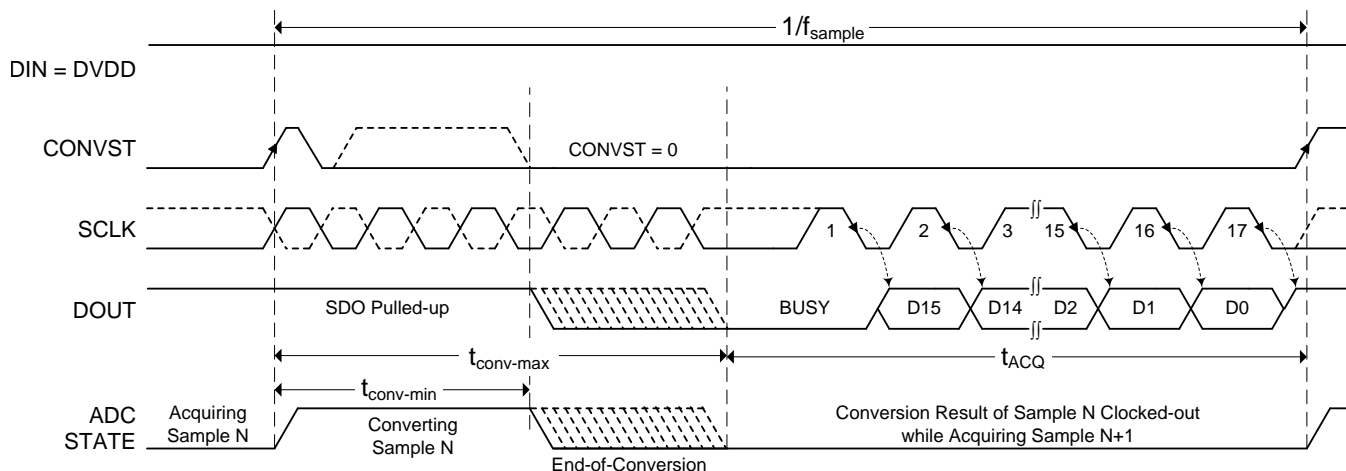 1/fsample
DIN = DVDD
CONVST
CONVST = 0
SCLK
1 2 3 15 16 17
DOUT
SDO Pulled-up
BUSY
D15 D14 D2 D1 D0
tconv-max
tACQ
tconv-min
ADC
STATE
Acquiring
Sample N
Converting
Sample N
End-of-Conversion
Conversion Result of Sample N Clocked-out
while Acquiring Sample N+1